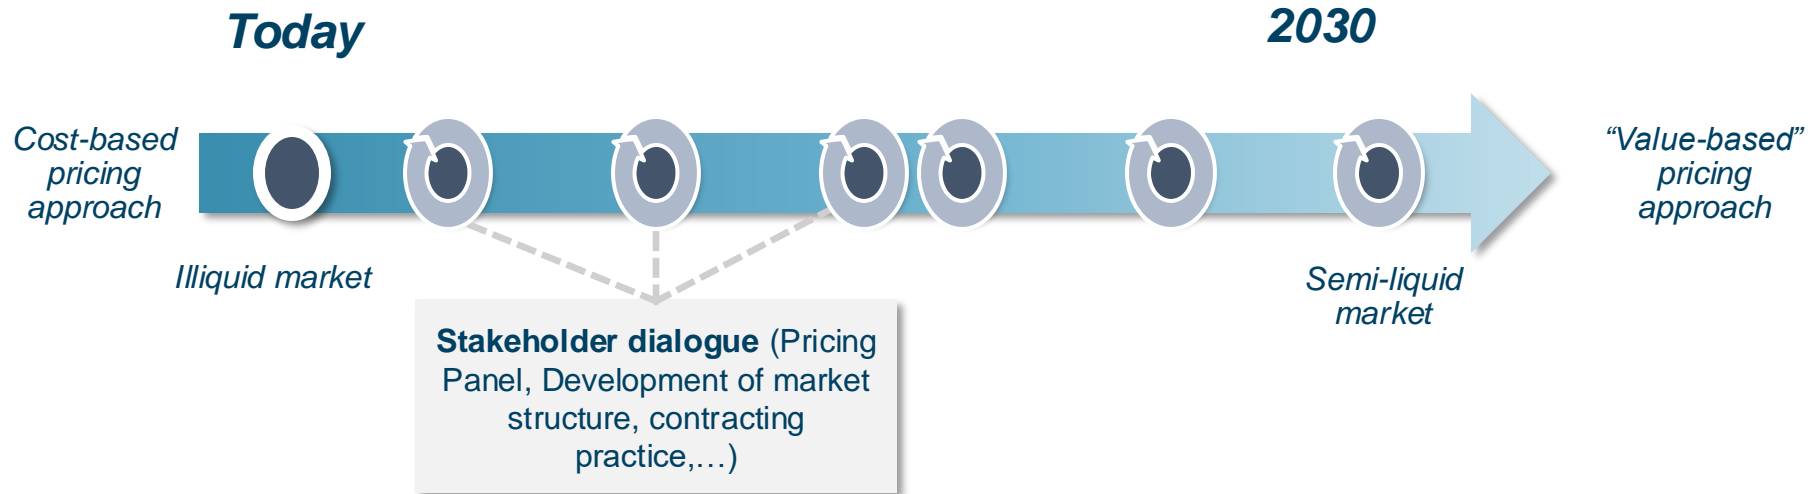 Today
2030
Cost-based
pricing
approach
“Value-based”
pricing
approach
Illiquid market
Semi-liquid
market
Stakeholder dialogue (Pricing
Panel, Development of market
structure, contracting
practice,…)